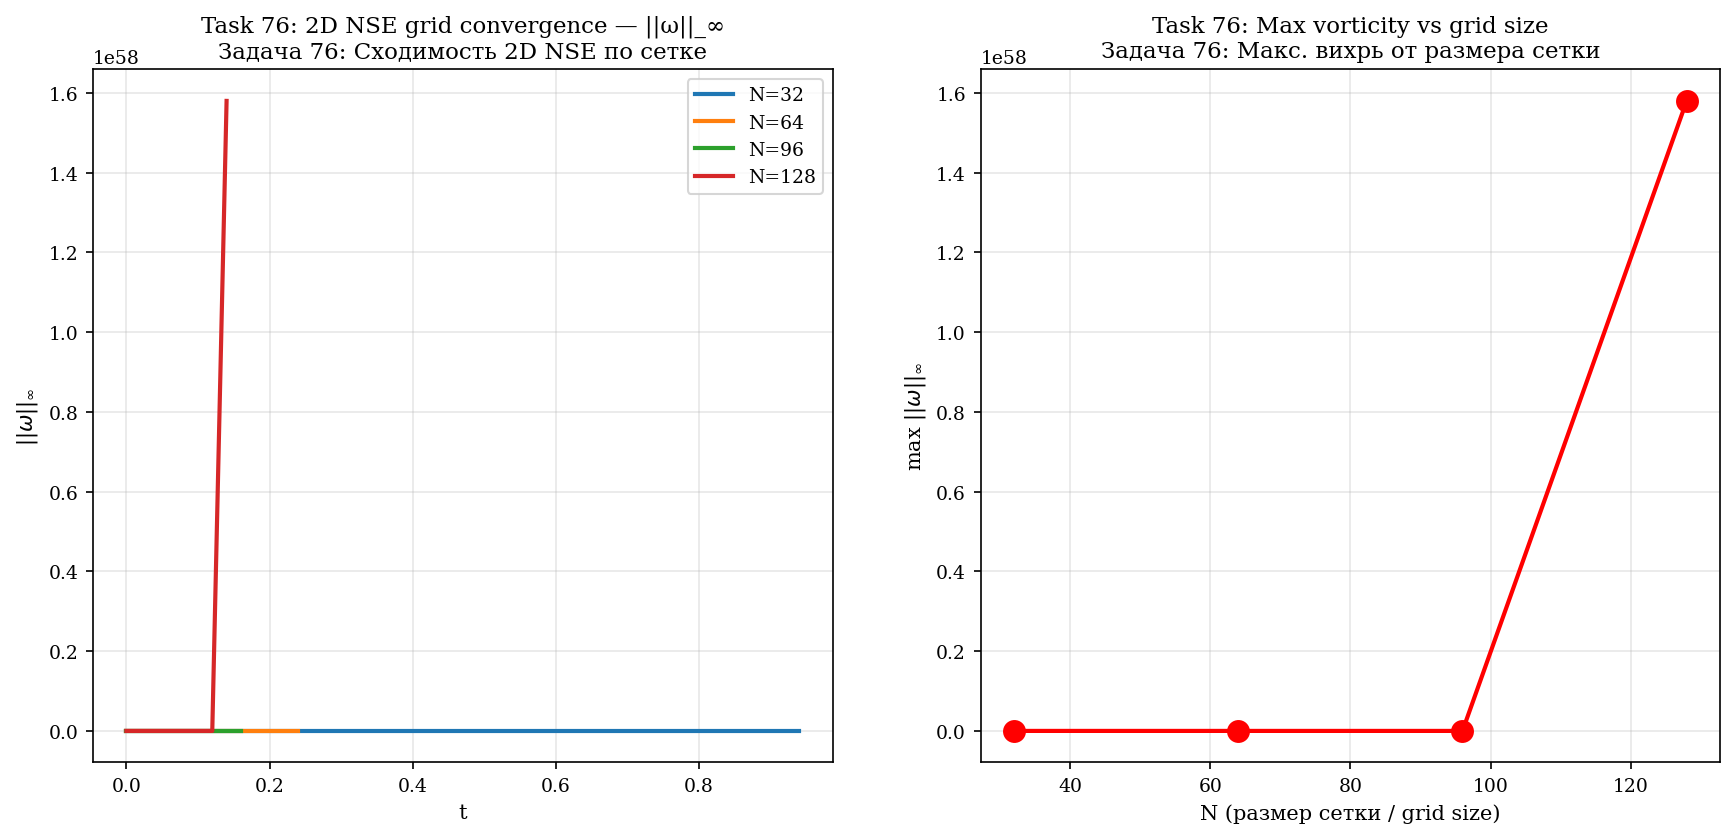 Task 76: 2D NSE grid convergence — ||ω||_∞
Задача 76: Сходимость 2D NSE по сетке
1e58
1.6
1.4
1.2
1.0
0.8
0.6
0.4
0.2
0.0
||ω||∞
0.0 0.2 0.4 0.6 0.8
t
N=32
N=64
N=96
N=128
Task 76: Max vorticity vs grid size
Задача 76: Макс. вихрь от размера сетки
1e58
1.6
1.4
1.2
1.0
0.8
0.6
0.4
0.2
0.0
max ||ω||∞
40 60 80 100 120
N (размер сетки / grid size)